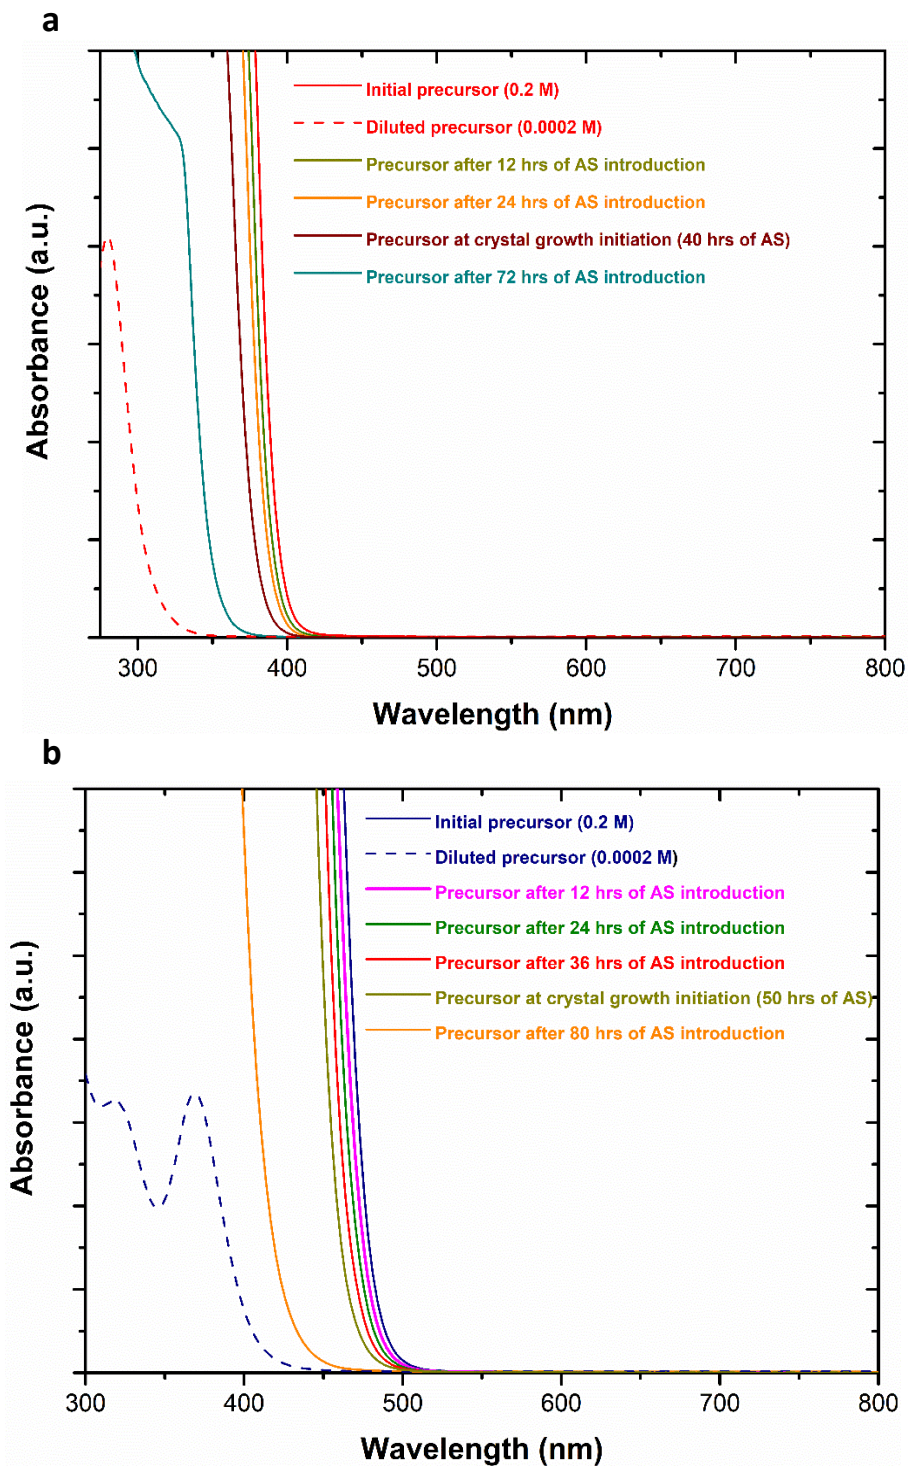 a
Absorbance (a.u.)
Initial precursor (0.2 M)
Diluted precursor (0.0002 M)
Precursor after 12 hrs of AS introduction
Precursor after 24 hrs of AS introduction
Precursor at crystal growth initiation (40 hrs of AS)
Precursor after 72 hrs of AS introduction
300 400 500 600 700 800
Wavelength (nm)
b
Absorbance (a.u.)
Initial precursor (0.2 M)
Diluted precursor (0.0002 M)
Precursor after 12 hrs of AS introduction
Precursor after 24 hrs of AS introduction
Precursor after 36 hrs of AS introduction
Precursor at crystal growth initiation (50 hrs of AS)
Precursor after 80 hrs of AS introduction
300 400 500 600 700 800
Wavelength (nm)